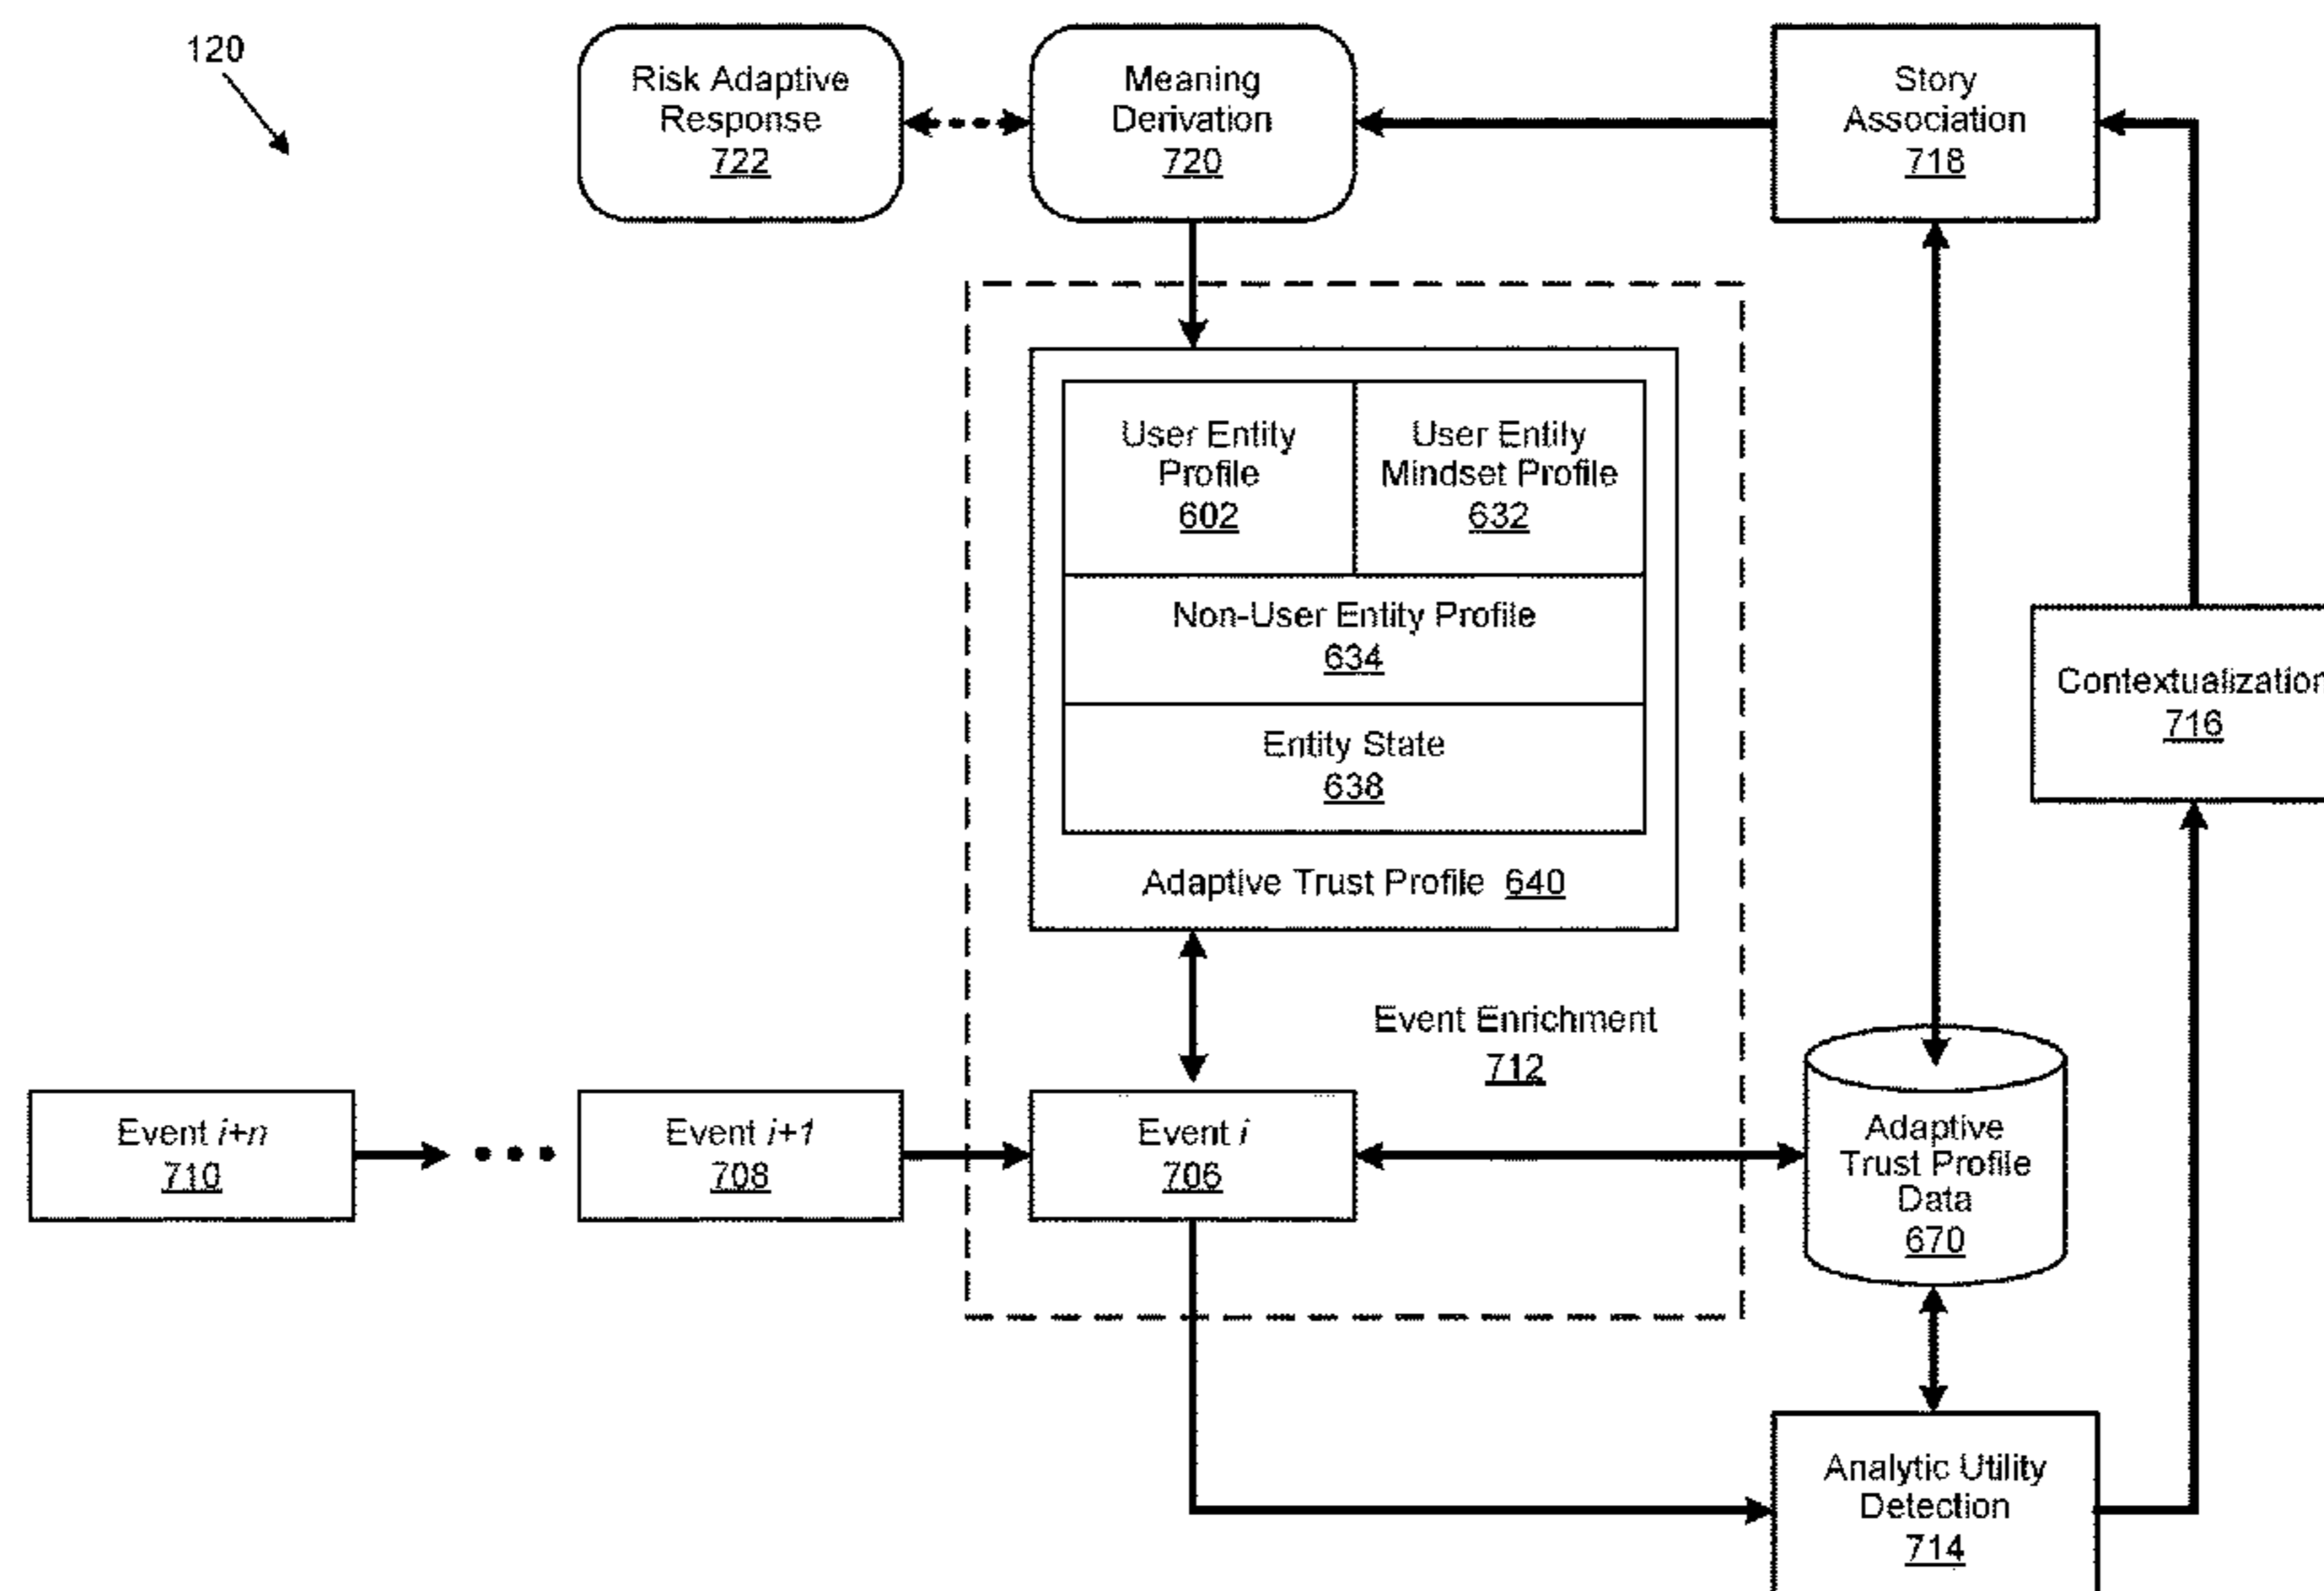 120
Risk Adaptive
Response
722
Meaning
Derivation
720
Story
Association
718
User Entity
Profile
602
User Entity
Mindset Profile
632
Non-User Entity Profile
634
Entity State
638
Adaptive Trust Profile 640
Contextualization
716
Event Enrichment
712
Event i+n
710
Event i+1
708
Event i
706
Adaptive
Trust Profile
Data
670
Analytic Utility
Detection
714